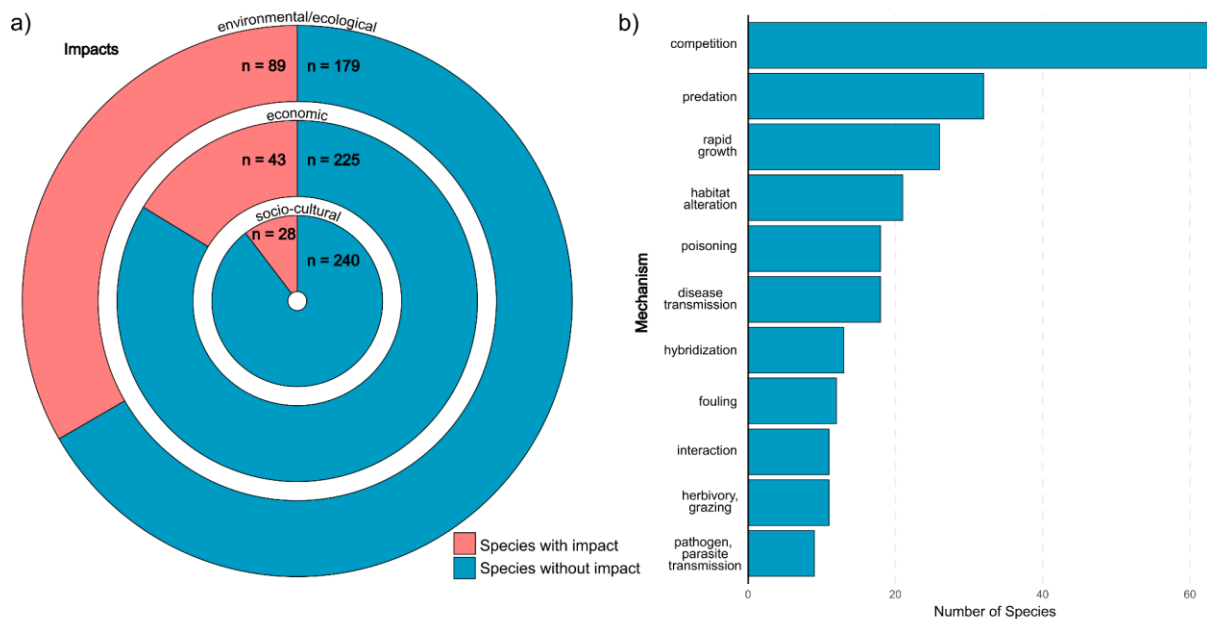 a)
Impacts
environmental/ecological
n = 89
n = 179
economic
n = 43
n = 225
socio-cultural
n = 28
n = 240
Species with impact
Species without impact
b)
Mechanism
competition
predation
rapid
growth
habitat
alteration
poisoning
disease
transmission
hybridization
fouling
interaction
herbivory,
grazing
pathogen,
parasite
transmission
0
20
40
60
Number of Species